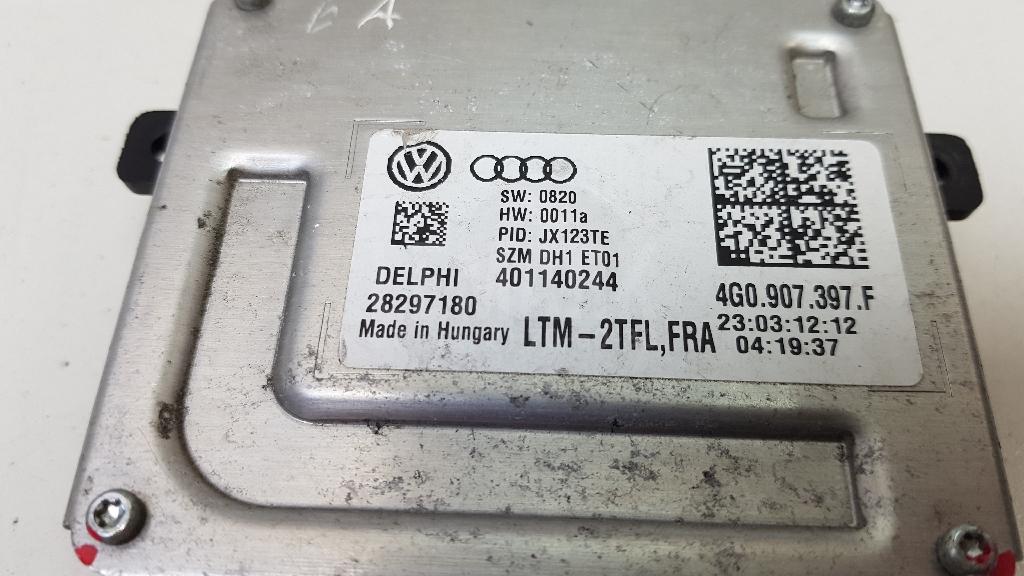 SW: 0820
HW: 0011a
PID: JX123TE
SZM DH1 ET01
DELPHI 401140244
28297180
Made in Hungary LTM-2TFL,FRA
4G0.907.397.F
23:03:12:12
04:19:37